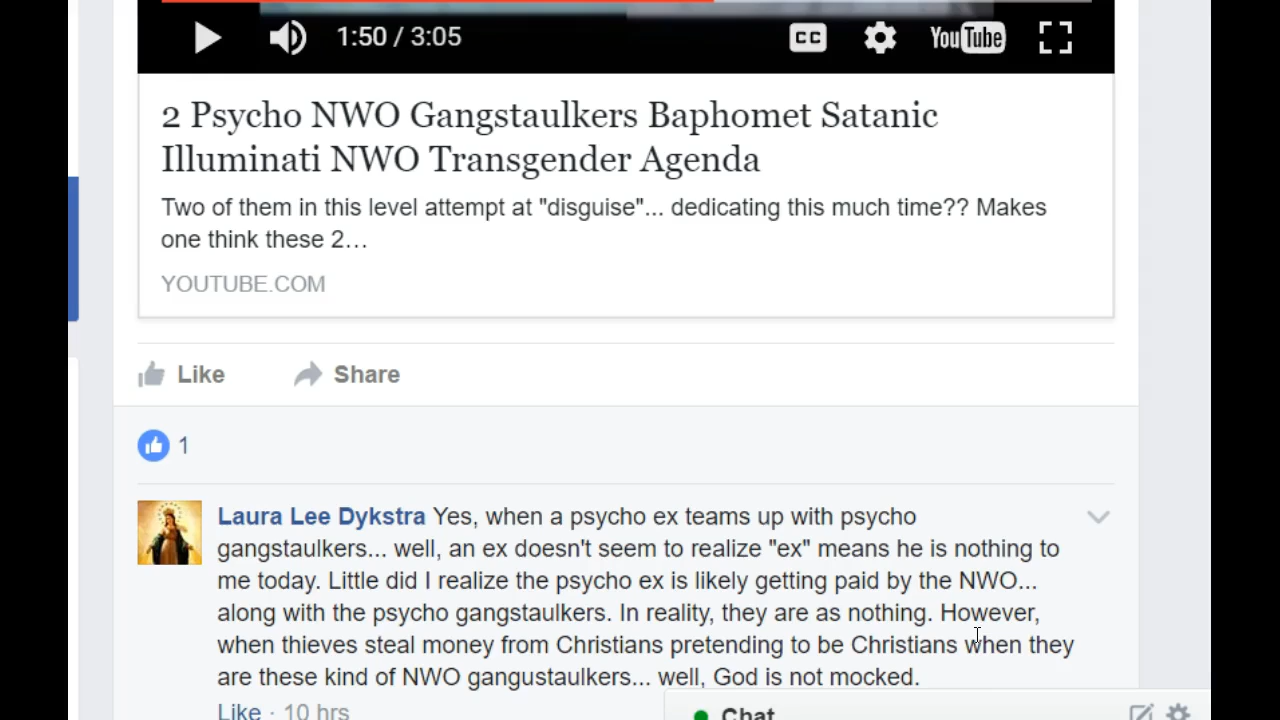 1:50 / 3:05 CC YouTube
2 Psycho NWO Gangstaulkers Baphomet Satanic
Illuminati NWO Transgender Agenda
Two of them in this level attempt at "disguise"... dedicating this much time?? Makes
one think these 2...
YOUTUBE.COM
Like Share
1
Laura Lee Dykstra Yes, when a psycho ex teams up with psycho
gangstaulkers... well, an ex doesn't seem to realize "ex" means he is nothing to
me today. Little did I realize the psycho ex is likely getting paid by the NWO...
along with the psycho gangstaulkers. In reality, they are as nothing. However,
when thieves steal money from Christians pretending to be Christians when they
are these kind of NWO gangustaulkers... well, God is not mocked.
Like · 10 hrs
Chat